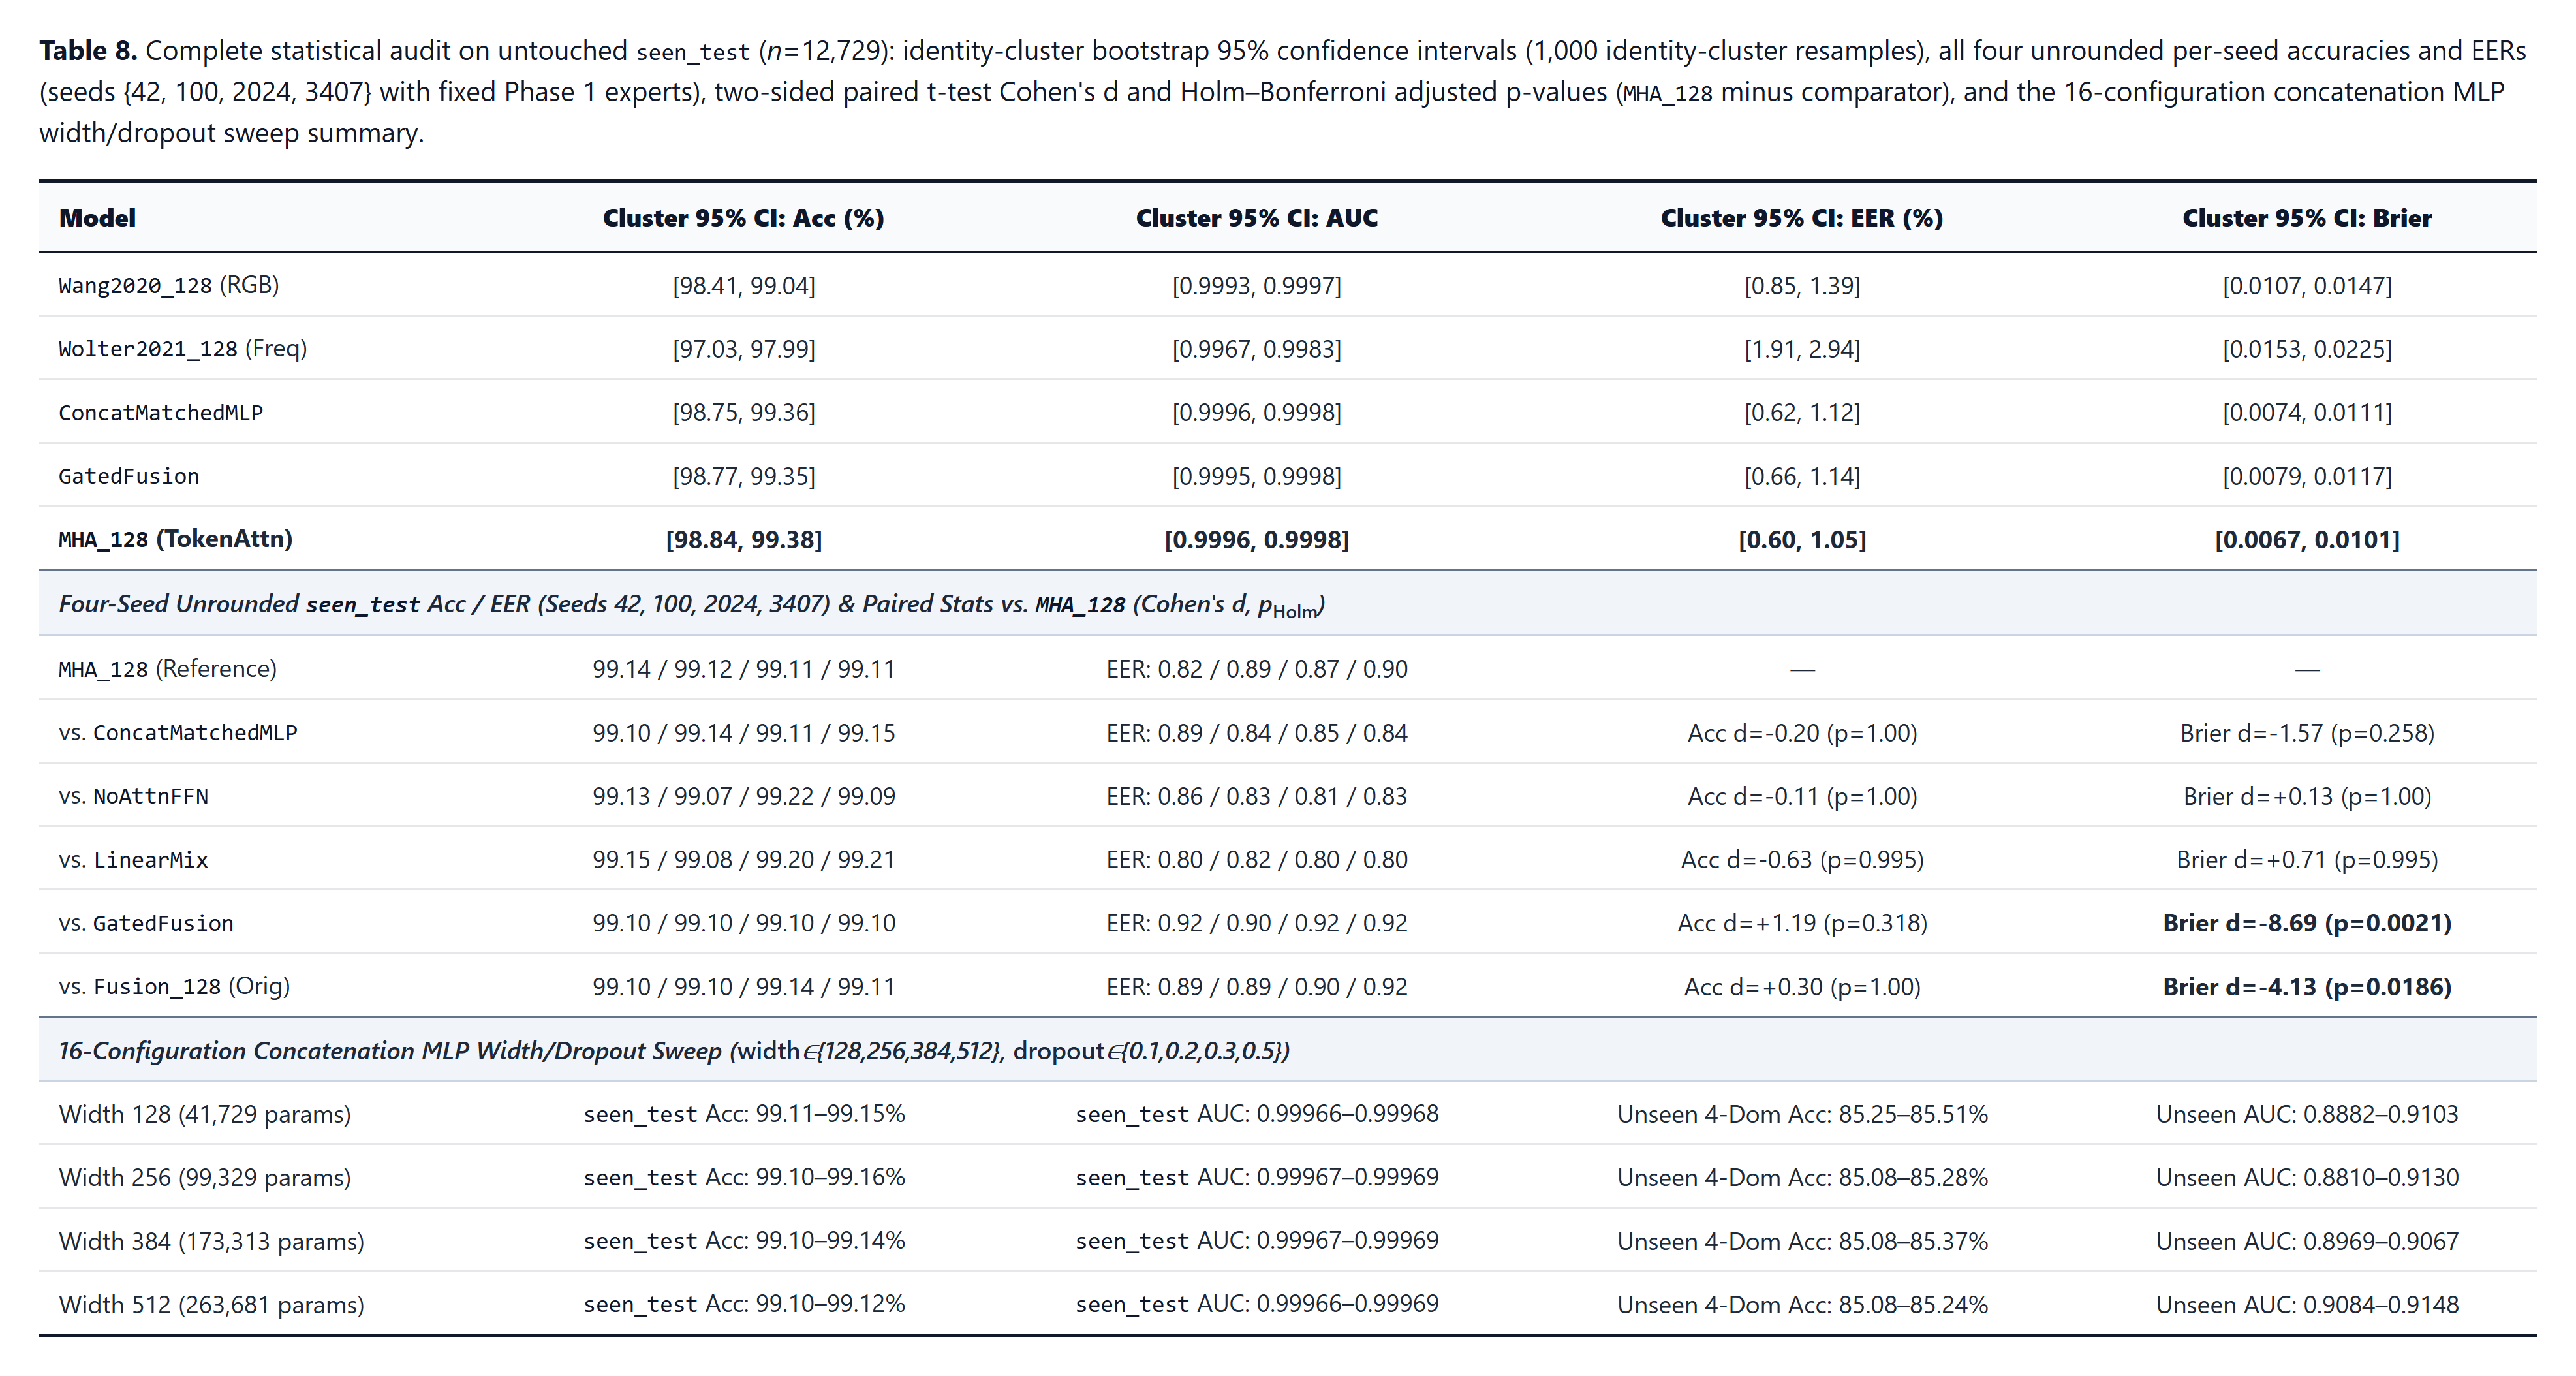 Table 8. Complete statistical audit on untouched seen_test (n=12,729): identity-cluster bootstrap 95% confidence intervals (1,000 identity-cluster resamples), all four unrounded per-seed accuracies and EERs
(seeds {42, 100, 2024, 3407} with fixed Phase 1 experts), two-sided paired t-test Cohen's d and Holm–Bonferroni adjusted p-values (MHA_128 minus comparator), and the 16-configuration concatenation MLP
width/dropout sweep summary.
Model Cluster 95% CI: Acc (%) Cluster 95% CI: AUC Cluster 95% CI: EER (%) Cluster 95% CI: Brier
Wang2020_128 (RGB) [98.41, 99.04] [0.9993, 0.9997] [0.85, 1.39] [0.0107, 0.0147]
Wolter2021_128 (Freq) [97.03, 97.99] [0.9967, 0.9983] [1.91, 2.94] [0.0153, 0.0225]
ConcatMatchedMLP [98.75, 99.36] [0.9996, 0.9998] [0.62, 1.12] [0.0074, 0.0111]
GatedFusion [98.77, 99.35] [0.9995, 0.9998] [0.66, 1.14] [0.0079, 0.0117]
MHA_128 (TokenAttn) [98.84, 99.38] [0.9996, 0.9998] [0.60, 1.05] [0.0067, 0.0101]
Four-Seed Unrounded seen_test Acc / EER (Seeds 42, 100, 2024, 3407) & Paired Stats vs. MHA_128 (Cohen's d, pHolm)
MHA_128 (Reference) 99.14 / 99.12 / 99.11 / 99.11 EER: 0.82 / 0.89 / 0.87 / 0.90 — —
vs. ConcatMatchedMLP 99.10 / 99.14 / 99.11 / 99.15 EER: 0.89 / 0.84 / 0.85 / 0.84 Acc d=-0.20 (p=1.00) Brier d=-1.57 (p=0.258)
vs. NoAttnFFN 99.13 / 99.07 / 99.22 / 99.09 EER: 0.86 / 0.83 / 0.81 / 0.83 Acc d=-0.11 (p=1.00) Brier d=+0.13 (p=1.00)
vs. LinearMix 99.15 / 99.08 / 99.20 / 99.21 EER: 0.80 / 0.82 / 0.80 / 0.80 Acc d=-0.63 (p=0.995) Brier d=+0.71 (p=0.995)
vs. GatedFusion 99.10 / 99.10 / 99.10 / 99.10 EER: 0.92 / 0.90 / 0.92 / 0.92 Acc d=+1.19 (p=0.318) Brier d=-8.69 (p=0.0021)
vs. Fusion_128 (Orig) 99.10 / 99.10 / 99.14 / 99.11 EER: 0.89 / 0.89 / 0.90 / 0.92 Acc d=+0.30 (p=1.00) Brier d=-4.13 (p=0.0186)
16-Configuration Concatenation MLP Width/Dropout Sweep (width∈{128,256,384,512}, dropout∈{0.1,0.2,0.3,0.5})
Width 128 (41,729 params) seen_test Acc: 99.11–99.15% seen_test AUC: 0.99966–0.99968 Unseen 4-Dom Acc: 85.25–85.51% Unseen AUC: 0.8882–0.9103
Width 256 (99,329 params) seen_test Acc: 99.10–99.16% seen_test AUC: 0.99967–0.99969 Unseen 4-Dom Acc: 85.08–85.28% Unseen AUC: 0.8810–0.9130
Width 384 (173,313 params) seen_test Acc: 99.10–99.14% seen_test AUC: 0.99967–0.99969 Unseen 4-Dom Acc: 85.08–85.37% Unseen AUC: 0.8969–0.9067
Width 512 (263,681 params) seen_test Acc: 99.10–99.12% seen_test AUC: 0.99966–0.99969 Unseen 4-Dom Acc: 85.08–85.24% Unseen AUC: 0.9084–0.9148